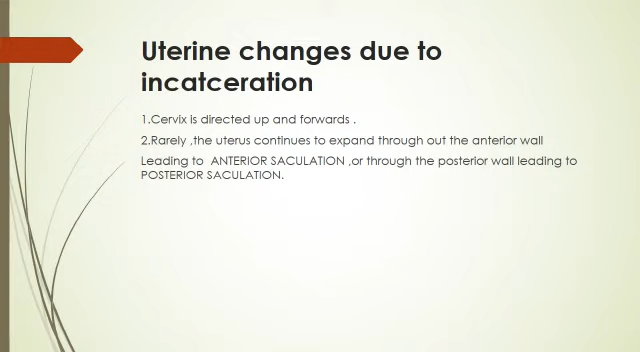 Uterine changes due to
incatceration
1.Cervix is directed up and forwards .
2.Rarely ,the uterus continues to expand through out the anterior wall
Leading to  ANTERIOR SACULATION ,or through the posterior wall leading to
POSTERIOR SACULATION.